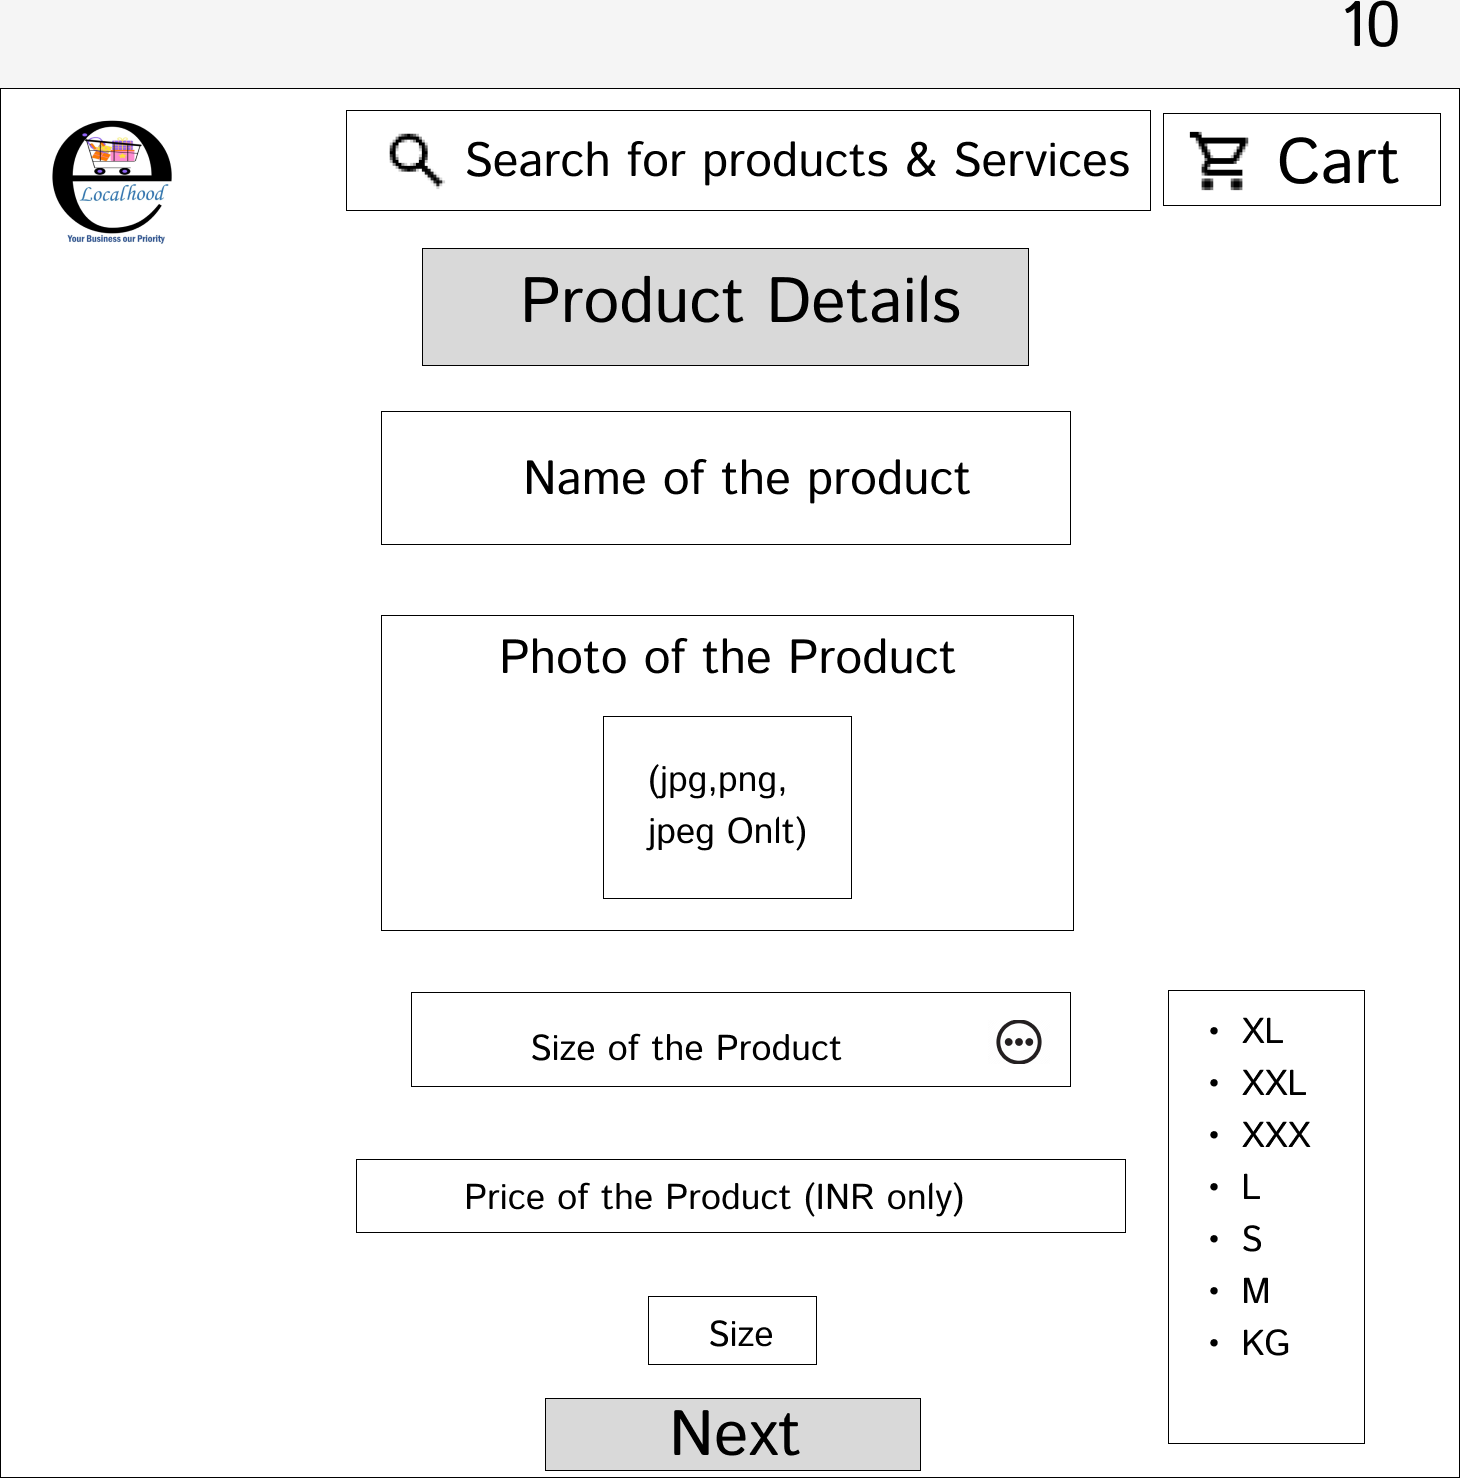 10
Localhood
Your Business our Priority
Search for products & Services
Cart
Product Details
Name of the product
Photo of the Product
(jpg,png,
jpeg Onlt)
Size of the Product
Price of the Product (INR only)
Size
Next
• XL
• XXL
• XXX
• L
• S
• M
• KG